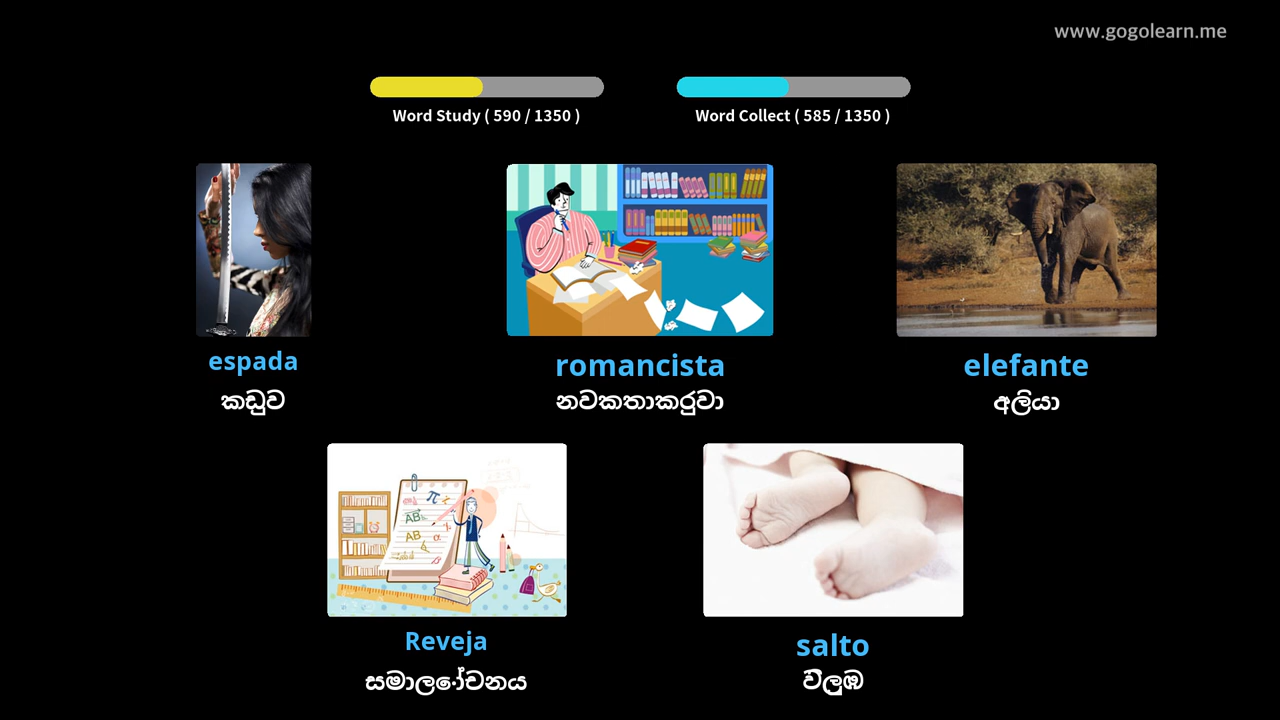 www.gogolearn.me
Word Study ( 590 / 1350 )
Word Collect ( 585 / 1350 )
espada
කඩුව
romancista
නවකතාකරුවා
elefante
අලියා
Reveja
සමාලෝචනය
salto
විලුඹ